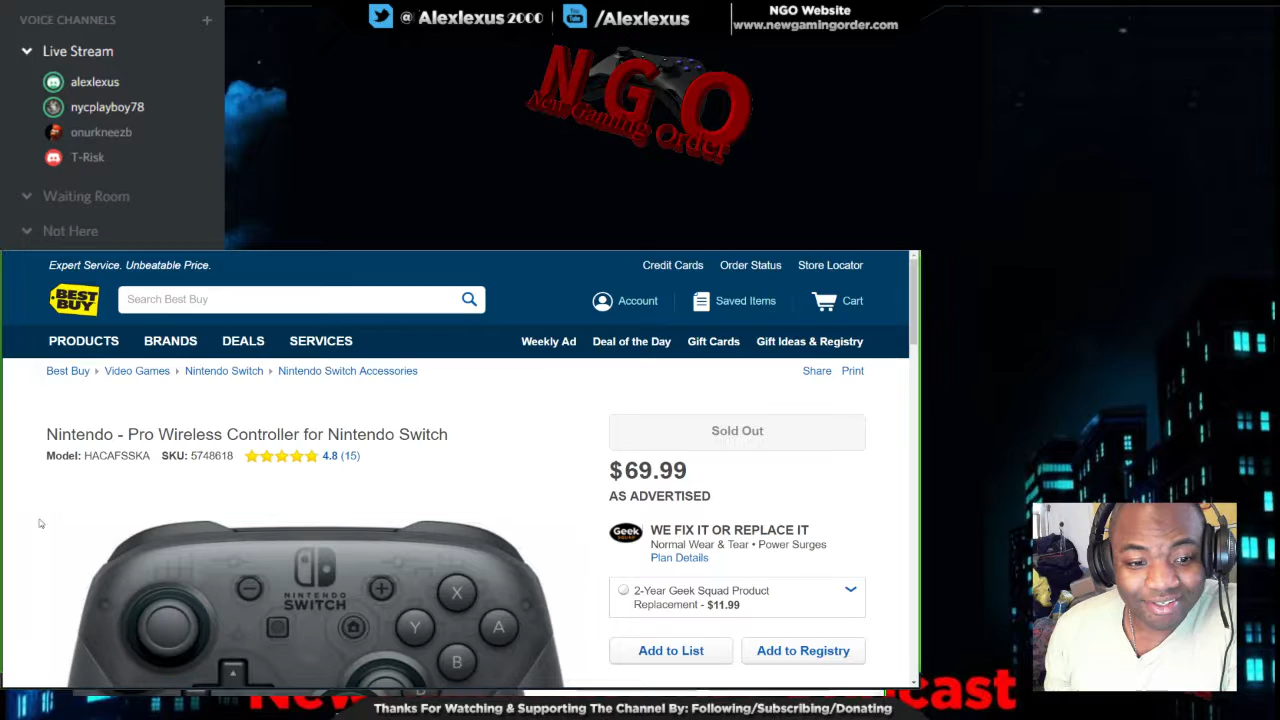 VOICE CHANNELS +
Live Stream
alexlexus
nycplayboy78
onurkneezb
T-Risk
Waiting Room
Not Here
@ Alexlexus 2000
You Tube /Alexlexus
NGO Website
www.newgamingorder.com
NGO
New Gaming Order
Expert Service. Unbeatable Price.
Credit Cards Order Status Store Locator
BEST BUY
Search Best Buy
Account Saved Items Cart
PRODUCTS BRANDS DEALS SERVICES
Weekly Ad Deal of the Day Gift Cards Gift Ideas & Registry
Best Buy Video Games Nintendo Switch Nintendo Switch Accessories
Share Print
Nintendo - Pro Wireless Controller for Nintendo Switch
Model: HACAFSSKA SKU: 5748618 4.8 (15)
Sold Out
$69.99
AS ADVERTISED
Geek SQUAD
WE FIX IT OR REPLACE IT
Normal Wear & Tear • Power Surges
Plan Details
2-Year Geek Squad Product
Replacement - $11.99
Add to List Add to Registry
NINTENDO
SWITCH
X
Y A
B
Thanks For Watching & Supporting The Channel By: Following/Subscribing/Donating